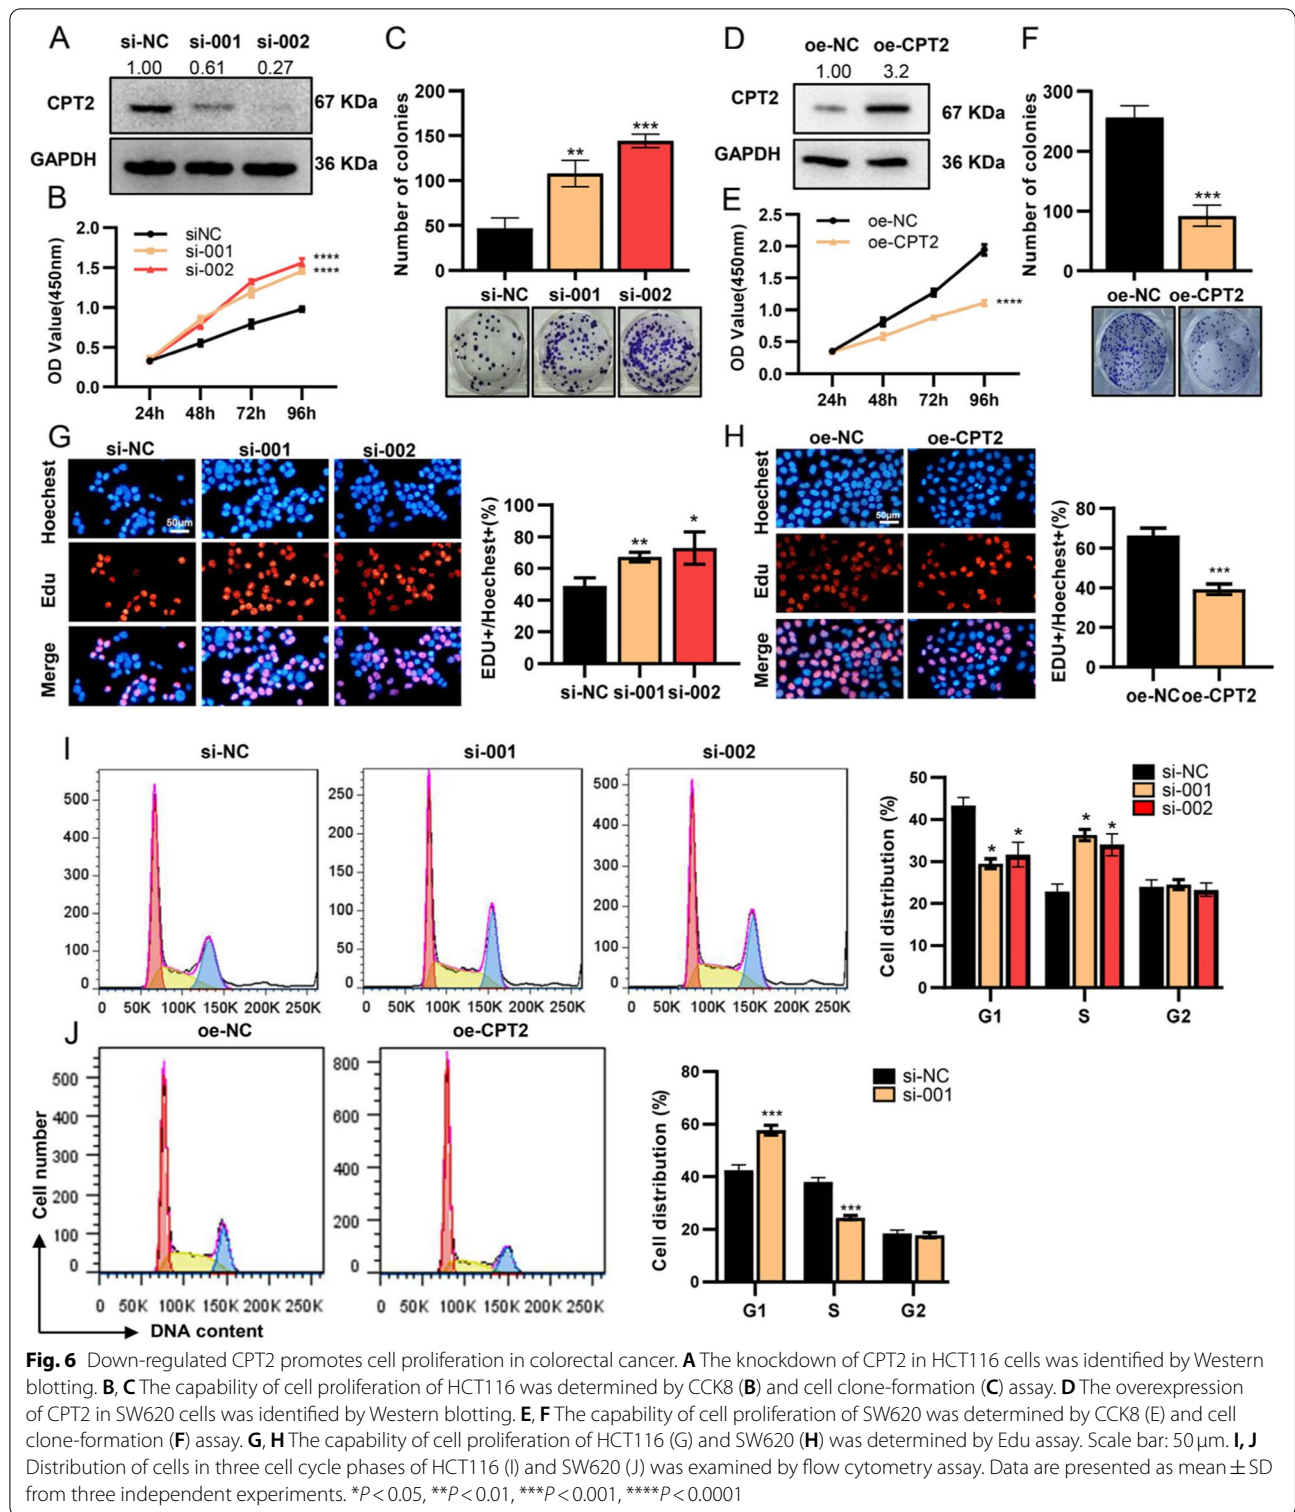 A
si-NC si-001 si-002
1.00 0.61 0.27
CPT2
67 KDa
GAPDH
36 KDa
B
OD Value(450nm)
2.0
1.5
1.0
0.5
0.0
siNC
si-001
si-002
****
****
24h 48h 72h 96h
C
Number of colonies
200
150
100
50
0
**
***
si-NC si-001 si-002
D
oe-NC oe-CPT2
1.00 3.2
CPT2
67 KDa
GAPDH
36 KDa
E
OD Value(450nm)
2.5
2.0
1.5
1.0
0.5
0.0
oe-NC
oe-CPT2
****
24h 48h 72h 96h
F
Number of colonies
300
200
100
0
***
oe-NC oe-CPT2
G
si-NC si-001 si-002
Hoechest
50μm
Edu
Merge
EDU+/Hoechest+(%)
100
80
60
40
20
0
**
*
si-NC si-001 si-002
H
oe-NC oe-CPT2
Hoechest
50μm
Edu
Merge
EDU+/Hoechest+(%)
80
60
40
20
0
***
oe-NC oe-CPT2
I
si-NC si-001 si-002
500
400
300
200
100
0
0 50K 100K 150K 200K 250K
250
200
150
100
50
0
0 50K 100K 150K 200K 250K
500
400
300
200
100
0
0 50K 100K 150K 200K 250K
Cell distribution (%)
50
40
30
20
10
0
si-NC
si-001
si-002
* * * *
G1 S G2
J
oe-NC oe-CPT2
Cell number
500
400
300
200
100
0
0 50K 100K 150K 200K 250K
DNA content
800
600
400
200
0
0 50K 100K 150K 200K 250K
Cell distribution (%)
80
60
40
20
0
si-NC
si-001
***
***
G1 S G2
Fig. 6 Down-regulated CPT2 promotes cell proliferation in colorectal cancer. A The knockdown of CPT2 in HCT116 cells was identified by Western
blotting. B, C The capability of cell proliferation of HCT116 was determined by CCK8 (B) and cell clone-formation (C) assay. D The overexpression
of CPT2 in SW620 cells was identified by Western blotting. E, F The capability of cell proliferation of SW620 was determined by CCK8 (E) and cell
clone-formation (F) assay. G, H The capability of cell proliferation of HCT116 (G) and SW620 (H) was determined by Edu assay. Scale bar: 50 μm. I, J
Distribution of cells in three cell cycle phases of HCT116 (I) and SW620 (J) was examined by flow cytometry assay. Data are presented as mean ± SD
from three independent experiments. *P < 0.05, **P < 0.01, ***P < 0.001, ****P < 0.0001